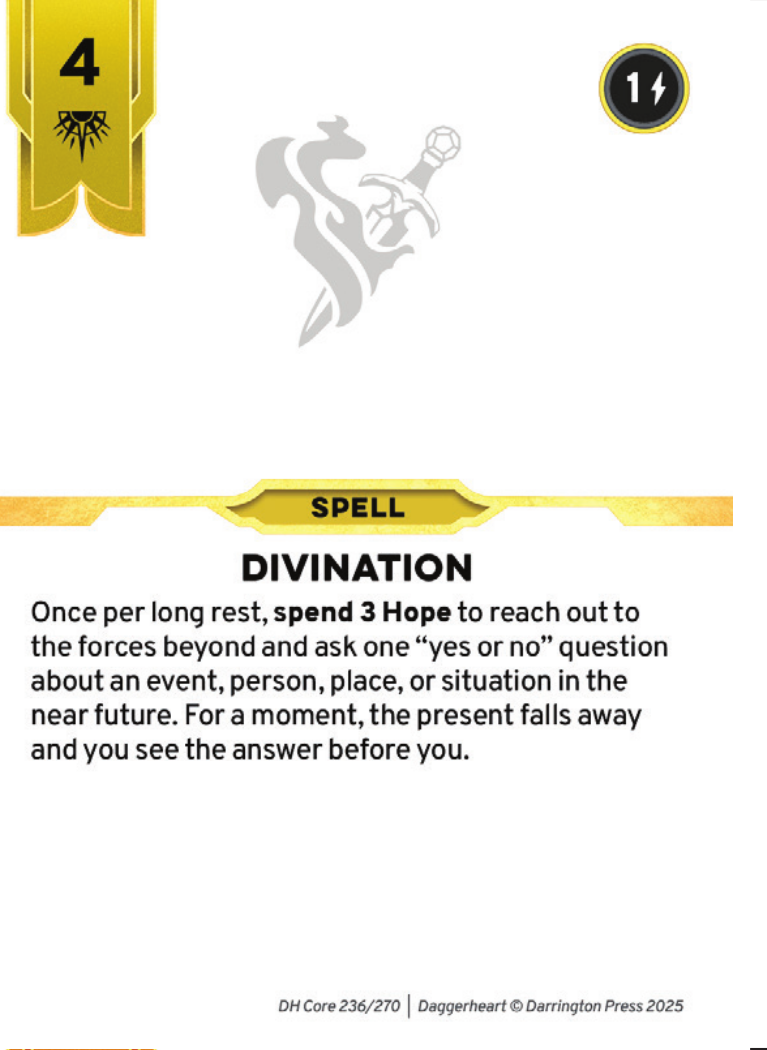 4
1
SPELL
DIVINATION
Once per long rest, spend 3 Hope to reach out to
the forces beyond and ask one “yes or no” question
about an event, person, place, or situation in the
near future. For a moment, the present falls away
and you see the answer before you.
DH Core 236/270 | Daggerheart © Darrington Press 2025